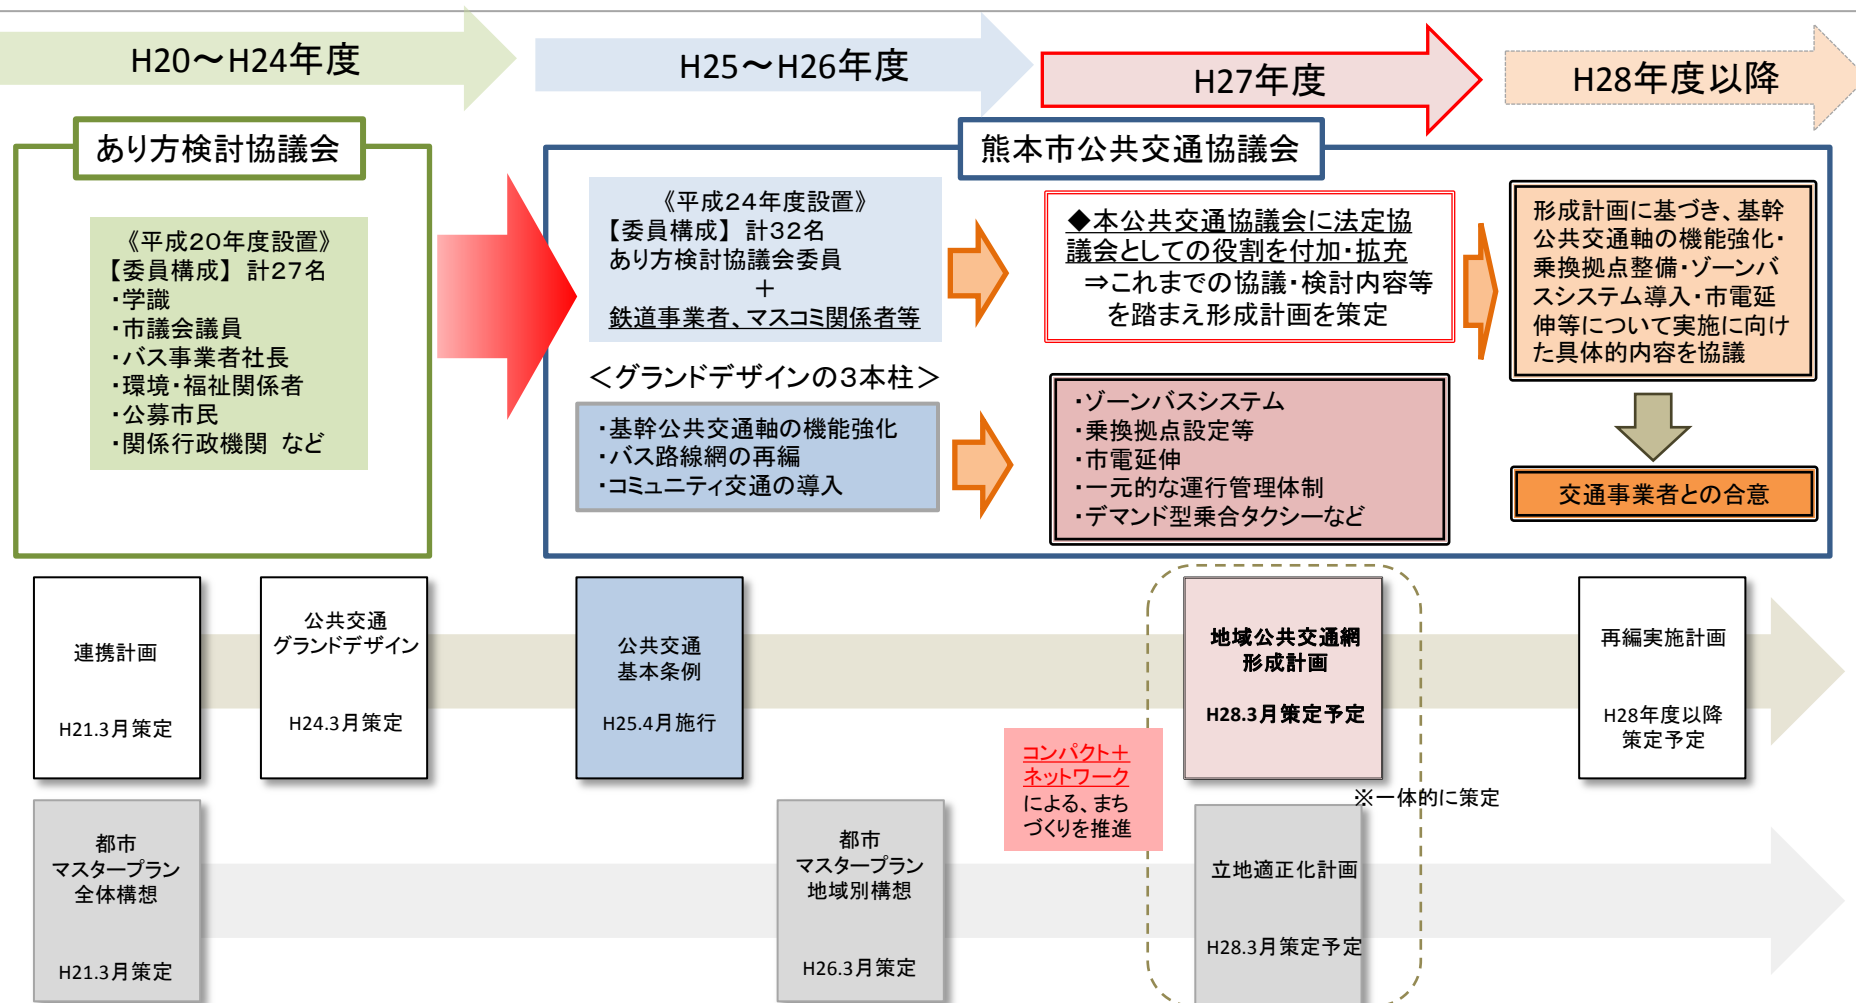 H20～H24年度
H25～H26年度
H27年度
H28年度以降
あり方検討協議会
《平成２０年度設置》
【委員構成】 計２７名
・学識
・市議会議員
・バス事業者社長
・環境・福祉関係者
・公募市民
・関係行政機関 など
熊本市公共交通協議会
《平成２４年度設置》
【委員構成】 計３２名
あり方検討協議会委員
＋
鉄道事業者、マスコミ関係者等
＜グランドデザインの３本柱＞
・基幹公共交通軸の機能強化
・バス路線網の再編
・コミュニティ交通の導入
◆本公共交通協議会に法定協
議会としての役割を付加・拡充
⇒これまでの協議・検討内容等
を踏まえ形成計画を策定
・ゾーンバスシステム
・乗換拠点設定等
・市電延伸
・一元的な運行管理体制
・デマンド型乗合タクシーなど
形成計画に基づき、基幹
公共交通軸の機能強化・
乗換拠点整備・ゾーンバ
スシステム導入・市電延
伸等について実施に向け
た具体的内容を協議
交通事業者との合意
連携計画
H21.3月策定
公共交通
グランドデザイン
H24.3月策定
公共交通
基本条例
H25.4月施行
地域公共交通網
形成計画
H28.3月策定予定
再編実施計画
H28年度以降
策定予定
コンパクト＋
ネットワーク
による、まち
づくりを推進
※一体的に策定
都市
マスタープラン
全体構想
H21.3月策定
都市
マスタープラン
地域別構想
H26.3月策定
立地適正化計画
H28.3月策定予定